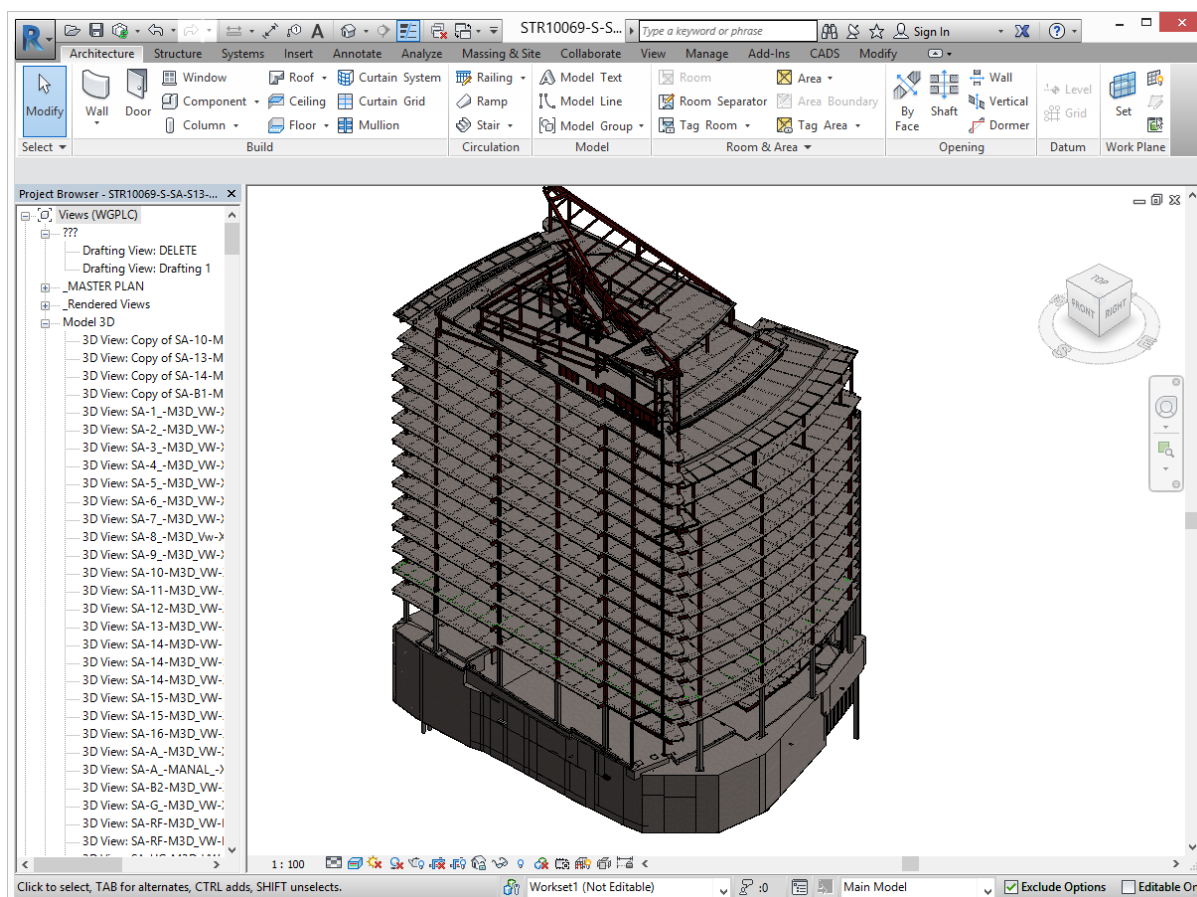 STR10069-S-S...
Type a keyword or phrase
Sign In
Architecture Structure Systems Insert Annotate Analyze Massing & Site Collaborate View Manage Add-Ins CADS Modify
Modify
Wall
Door
Window
Component
Column
Roof
Ceiling
Floor
Curtain System
Curtain Grid
Mullion
Railing
Ramp
Stair
Model Text
Model Line
Model Group
Room
Room Separator
Tag Room
Area
Area Boundary
Tag Area
By Face
Shaft
Wall
Vertical
Dormer
Level
Grid
Set
Select Build Circulation Model Room & Area Opening Datum Work Plane
Project Browser - STR10069-S-SA-S13-...
Views (WGPLC)
???
Drafting View: DELETE
Drafting View: Drafting 1
_MASTER PLAN
_Rendered Views
Model 3D
3D View: Copy of SA-10-M
3D View: Copy of SA-13-M
3D View: Copy of SA-14-M
3D View: Copy of SA-B1-M
3D View: SA-1_-M3D_VW-X
3D View: SA-2_-M3D_VW-X
3D View: SA-3_-M3D_VW-X
3D View: SA-4_-M3D_VW-X
3D View: SA-5_-M3D_VW-X
3D View: SA-6_-M3D_VW-X
3D View: SA-7_-M3D_VW-X
3D View: SA-8_-M3D_Vw-X
3D View: SA-9_-M3D_VW-X
3D View: SA-10-M3D_VW-
3D View: SA-11-M3D_VW-
3D View: SA-12-M3D_VW-
3D View: SA-13-M3D_VW-
3D View: SA-14-M3D-VW-
3D View: SA-14-M3D_VW-
3D View: SA-14-M3D_VW-
3D View: SA-15-M3D_VW-
3D View: SA-15-M3D_VW-
3D View: SA-16-M3D_VW-
3D View: SA-A_-M3D_VW-X
3D View: SA-A_-MANAL_-X
3D View: SA-B2-M3D_VW-
3D View: SA-G_-M3D_VW-
3D View: SA-RF-M3D_VW-I
3D View: SA-RF-M3D_VW-I
TOP
FRONT
RIGHT
S
E
1 : 100
Click to select, TAB for alternates, CTRL adds, SHIFT unselects.
Workset1 (Not Editable)
:0
Main Model
Exclude Options
Editable On